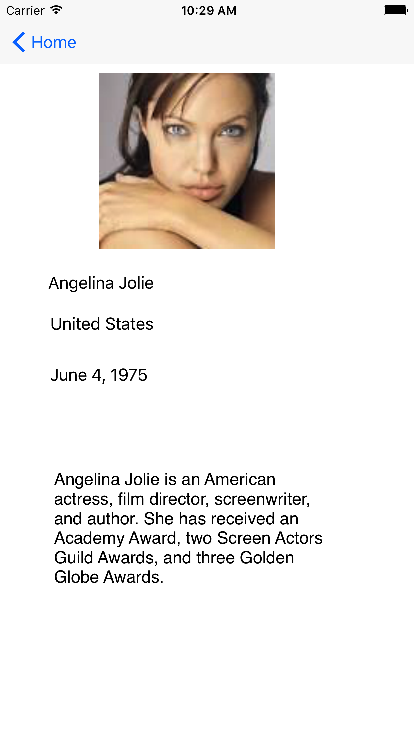 Carrier 10:29 AM
Home
Angelina Jolie
United States
June 4, 1975
Angelina Jolie is an American
actress, film director, screenwriter,
and author. She has received an
Academy Award, two Screen Actors
Guild Awards, and three Golden
Globe Awards.